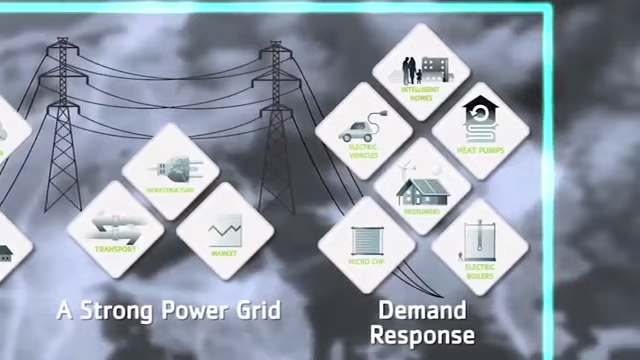 INTELLIGENT
HOMES
ELECTRIC
VEHICLES
HEAT PUMPS
INFRASTRUCTURE
PROSUMERS
TRANSPORT
MARKET
MICRO CHP
ELECTRIC
BOILERS
A Strong Power Grid
Demand
Response